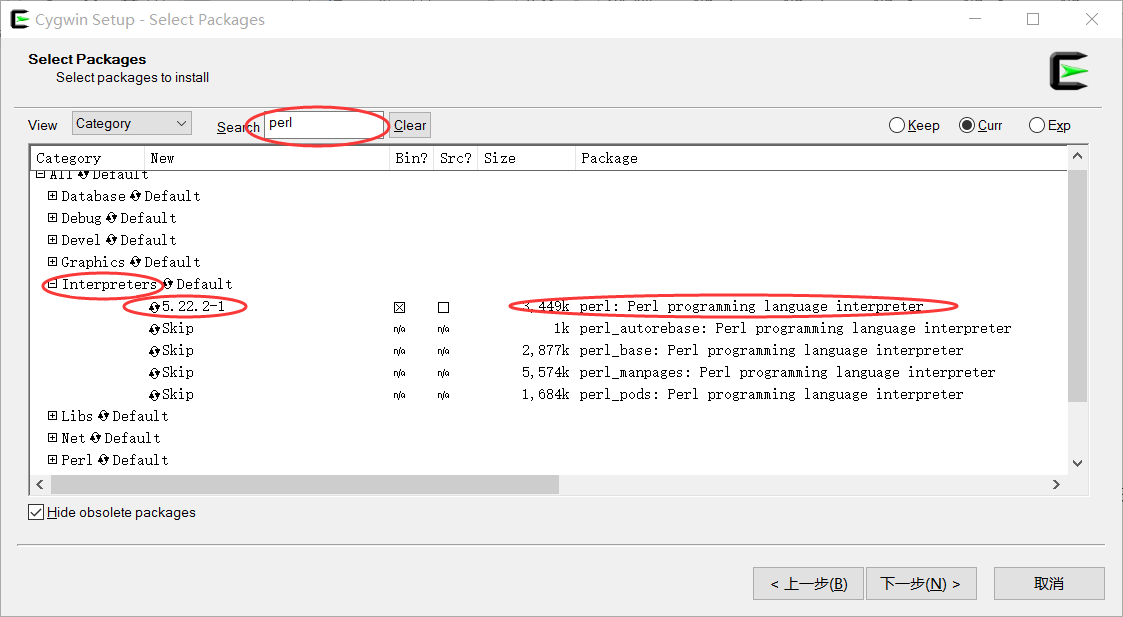 Cygwin Setup - Select Packages
Select Packages
Select packages to install
View Category Search perl Clear Keep Curr Exp
Category New Bin? Src? Size Package
All Default
Database Default
Debug Default
Devel Default
Graphics Default
Interpreters Default
5.22.2-1 3,449k perl: Perl programming language interpreter
Skip n/a n/a 1k perl_autorebase: Perl programming language interpreter
Skip n/a n/a 2,877k perl_base: Perl programming language interpreter
Skip n/a n/a 5,574k perl_manpages: Perl programming language interpreter
Skip n/a n/a 1,684k perl_pods: Perl programming language interpreter
Libs Default
Net Default
Perl Default
Hide obsolete packages
< 上一步(B) 下一步(N) > 取消